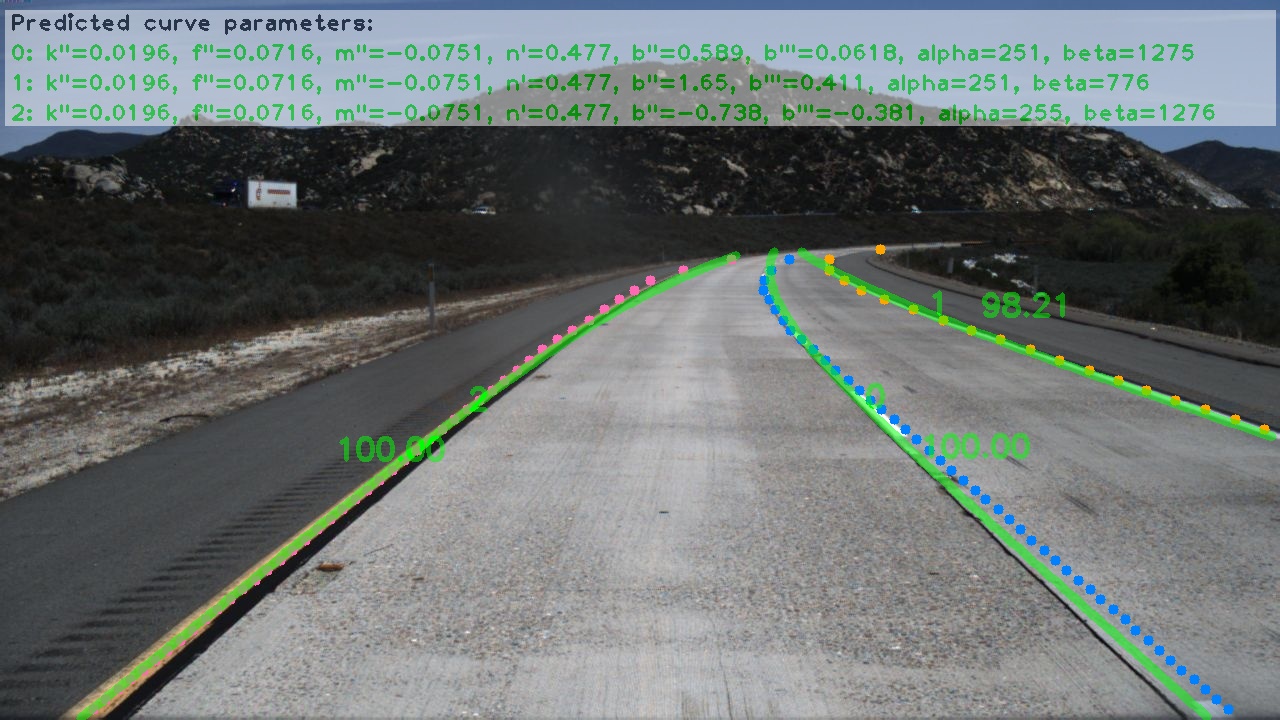 Predicted curve parameters:
0: k''=0.0196, f''=0.0716, m''=-0.0751, n'=0.477, b''=0.589, b'''=0.0618, alpha=251, beta=1275
1: k''=0.0196, f''=0.0716, m''=-0.0751, n'=0.477, b''=1.65, b'''=0.411, alpha=251, beta=776
2: k''=0.0196, f''=0.0716, m''=-0.0751, n'=0.477, b''=-0.738, b'''=-0.381, alpha=255, beta=1276
1 98.21
2
0
100.00
100.00